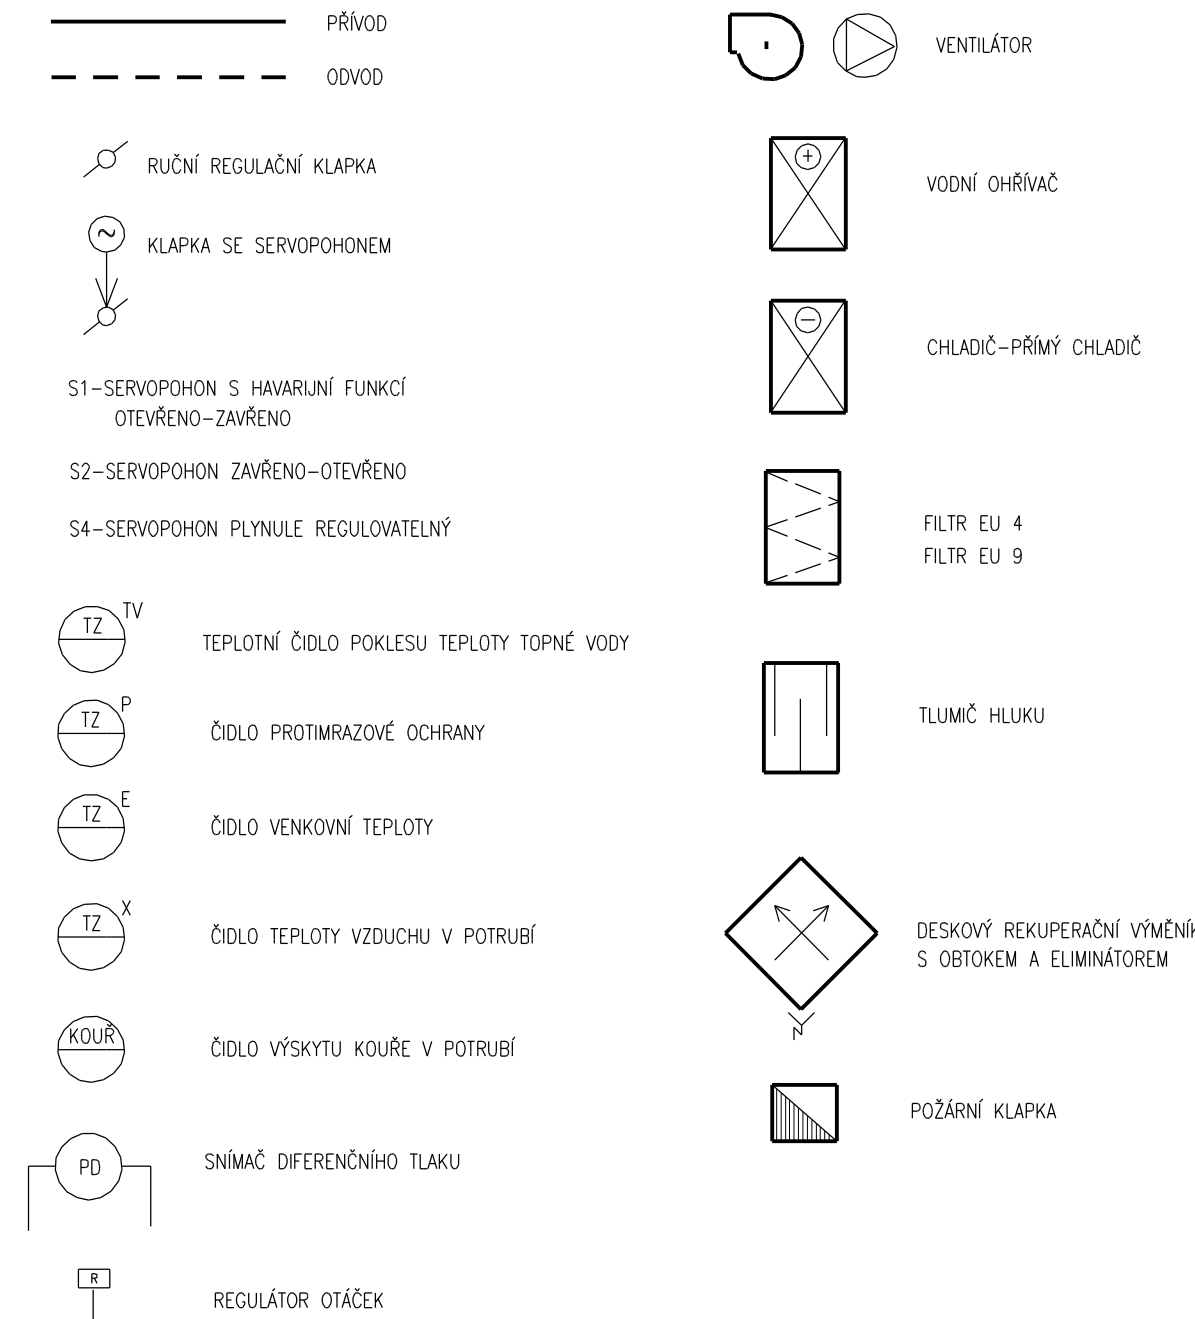 PŘÍVOD
ODVOD
RUČNÍ REGULAČNÍ KLAPKA
~
KLAPKA SE SERVOPOHONEM
S1-SERVOPOHON S HAVARIJNÍ FUNKCÍ
OTEVŘENO-ZAVŘENO
S2-SERVOPOHON ZAVŘENO-OTEVŘENO
S4-SERVOPOHON PLYNULE REGULOVATELNÝ
TZ TV
TEPLOTNÍ ČIDLO POKLESU TEPLOTY TOPNÉ VODY
TZ P
ČIDLO PROTIMRAZOVÉ OCHRANY
TZ E
ČIDLO VENKOVNÍ TEPLOTY
TZ X
ČIDLO TEPLOTY VZDUCHU V POTRUBÍ
KOUŘ
ČIDLO VÝSKYTU KOUŘE V POTRUBÍ
PD
SNÍMAČ DIFERENČNÍHO TLAKU
R
REGULÁTOR OTÁČEK
VENTILÁTOR
+
VODNÍ OHŘÍVAČ
−
CHLADIČ-PŘÍMÝ CHLADIČ
FILTR EU 4
FILTR EU 9
TLUMIČ HLUKU
DESKOVÝ REKUPERAČNÍ VÝMĚNÍK
S OBTOKEM A ELIMINÁTOREM
POŽÁRNÍ KLAPKA